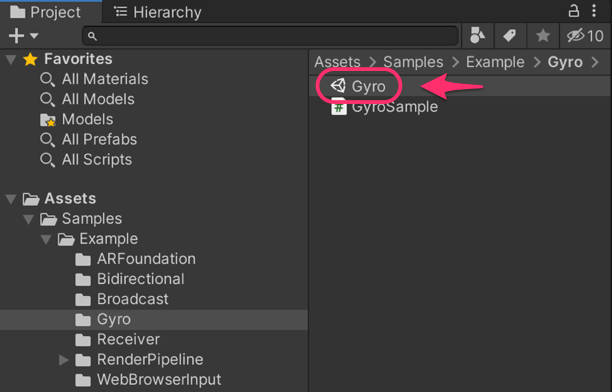 Project
Hierarchy
10
Favorites
All Materials
All Models
Models
All Prefabs
All Scripts
Assets
Samples
Example
ARFoundation
Bidirectional
Broadcast
Gyro
Receiver
RenderPipeline
WebBrowserInput
Assets > Samples > Example > Gyro >
Gyro
# GyroSample